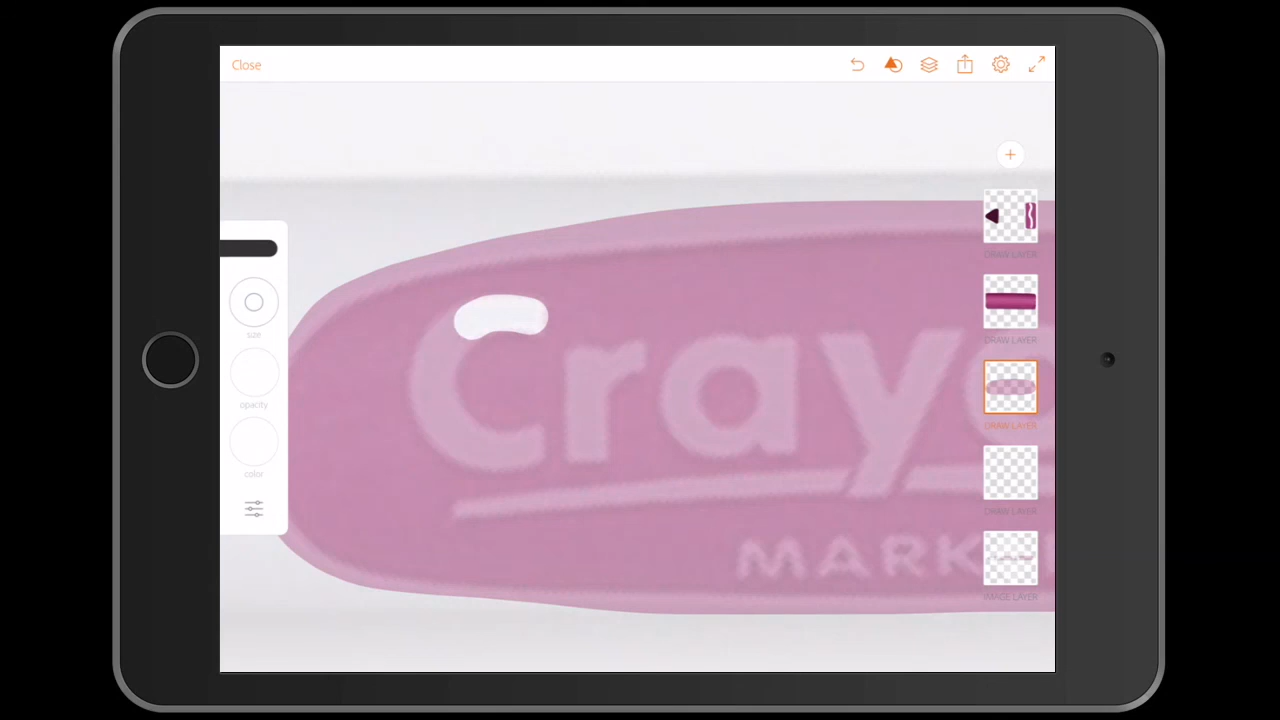 Close
size
opacity
color
Cray
MARK
DRAW LAYER
DRAW LAYER
DRAW LAYER
DRAW LAYER
IMAGE LAYER